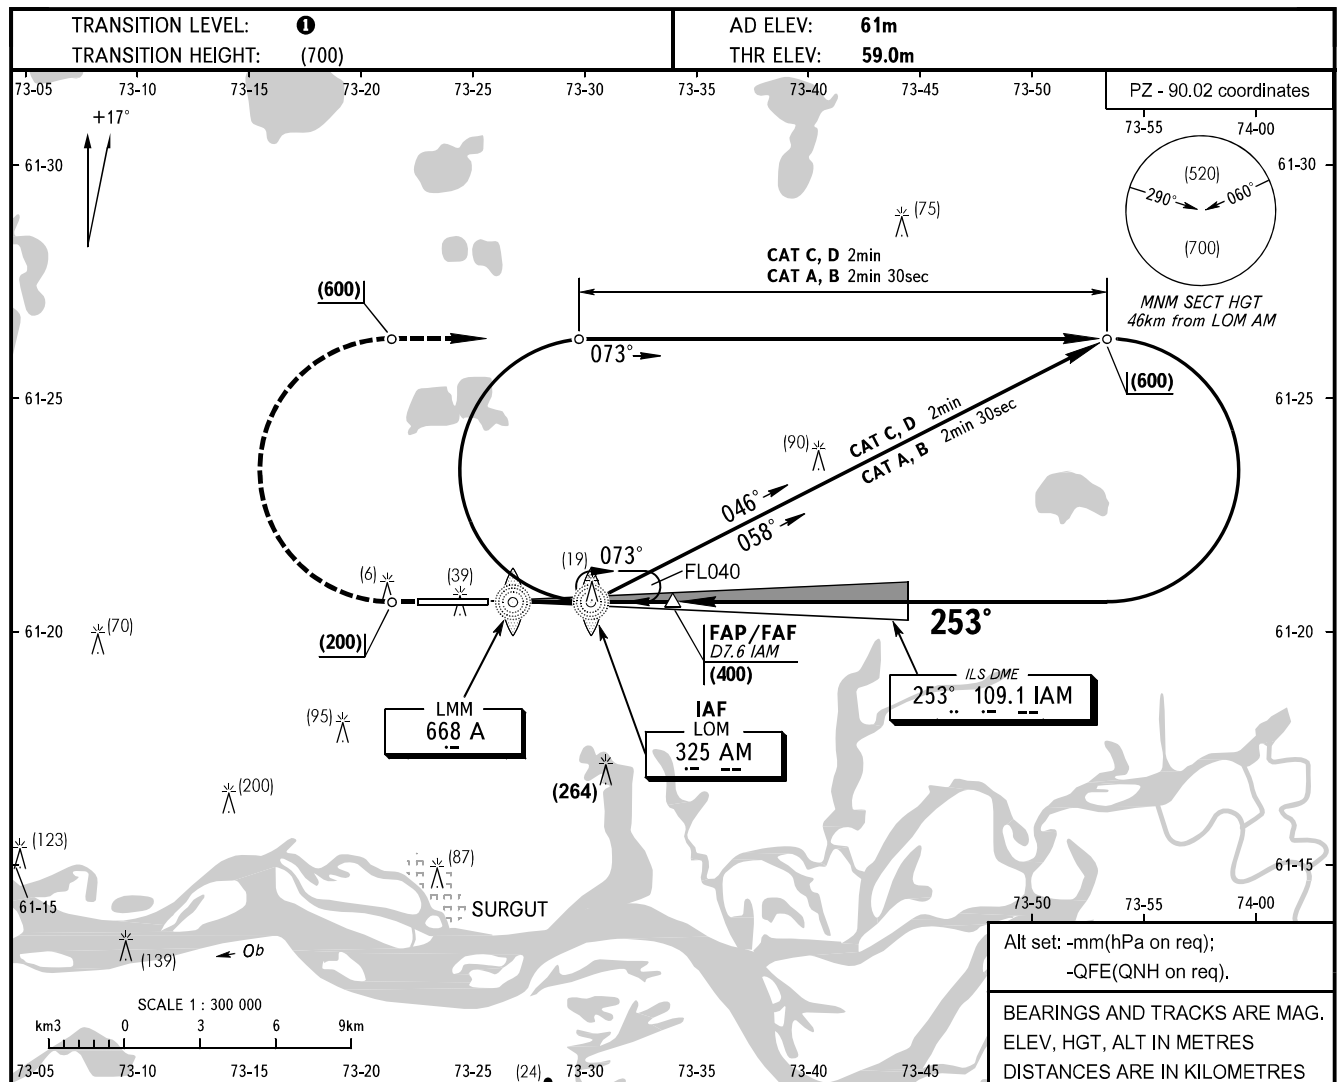 TRANSITION LEVEL: ❶
TRANSITION HEIGHT: (700)
AD ELEV: 61m
THR ELEV: 59.0m
73-05 73-10 73-15 73-20 73-25 73-30 73-35 73-40 73-45 73-50
PZ - 90.02 coordinates
+17°
73-55 74-00
61-30
61-30
(520)
290° 060°
(700)
MNM SECT HGT
46km from LOM AM
(75)
CAT C, D 2min
CAT A, B 2min 30sec
(600)
073°
(600)
61-25
61-25
CAT C, D 2min
CAT A, B 2min 30sec
(90)
046°
058°
(19) 073°
FL040
(6) (39)
(70)
(200)
61-20
61-20
253°
FAP/FAF
D7.6 IAM
(400)
ILS DME
253° 109.1 IAM
LMM
668 A
IAF
LOM
325 AM
(95)
(264)
(200)
(123)
(87)
61-15
61-15
SURGUT
73-50 73-55 74-00
(139)
Ob
Alt set: -mm(hPa on req);
-QFE(QNH on req).
SCALE 1 : 300 000
km3 0 3 6 9km
BEARINGS AND TRACKS ARE MAG.
ELEV, HGT, ALT IN METRES
DISTANCES ARE IN KILOMETRES
73-05 73-10 73-15 73-20 73-25 (24) 73-30 73-35 73-40 73-45